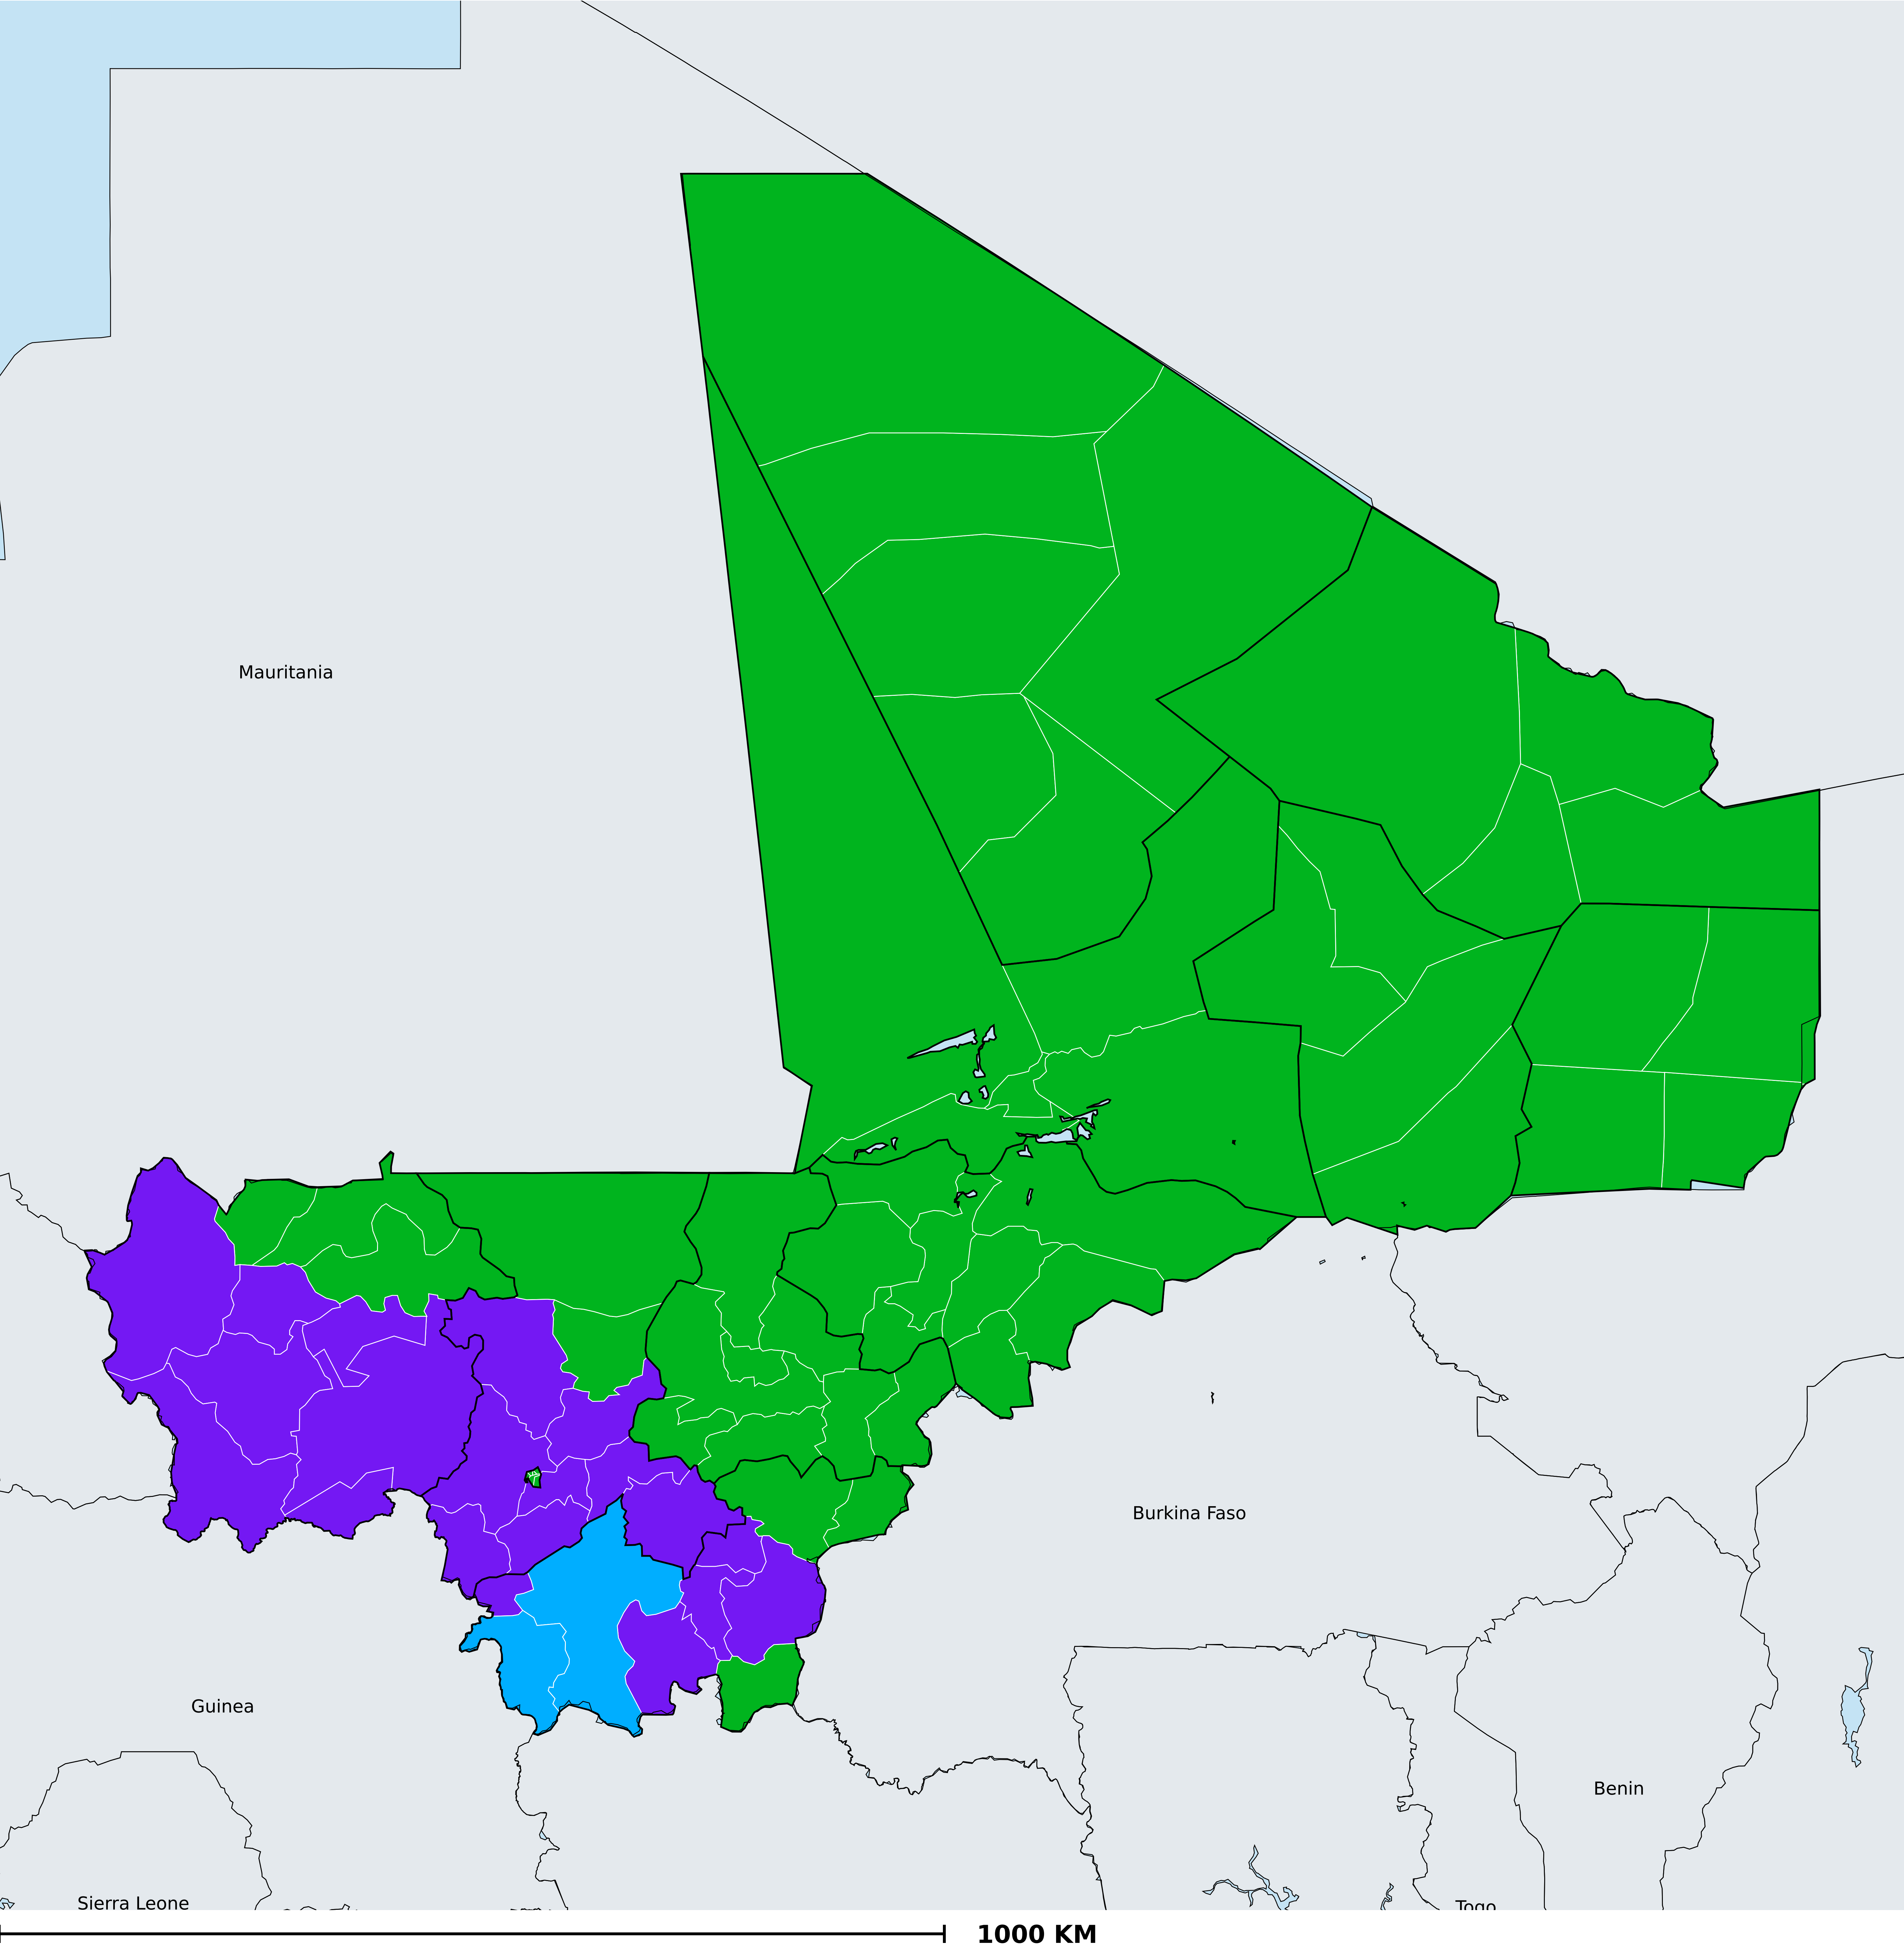 Mauritania
Burkina Faso
Guinea
Benin
Sierra Leone
Togo
1000 KM